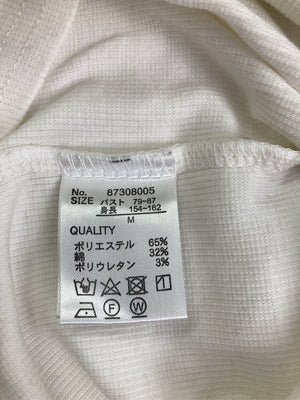 No. 87308005
SIZE バスト 79~87
身長 154~162
M
QUALITY
ポリエステル 65%
綿 32%
ポリウレタン 3%
F W